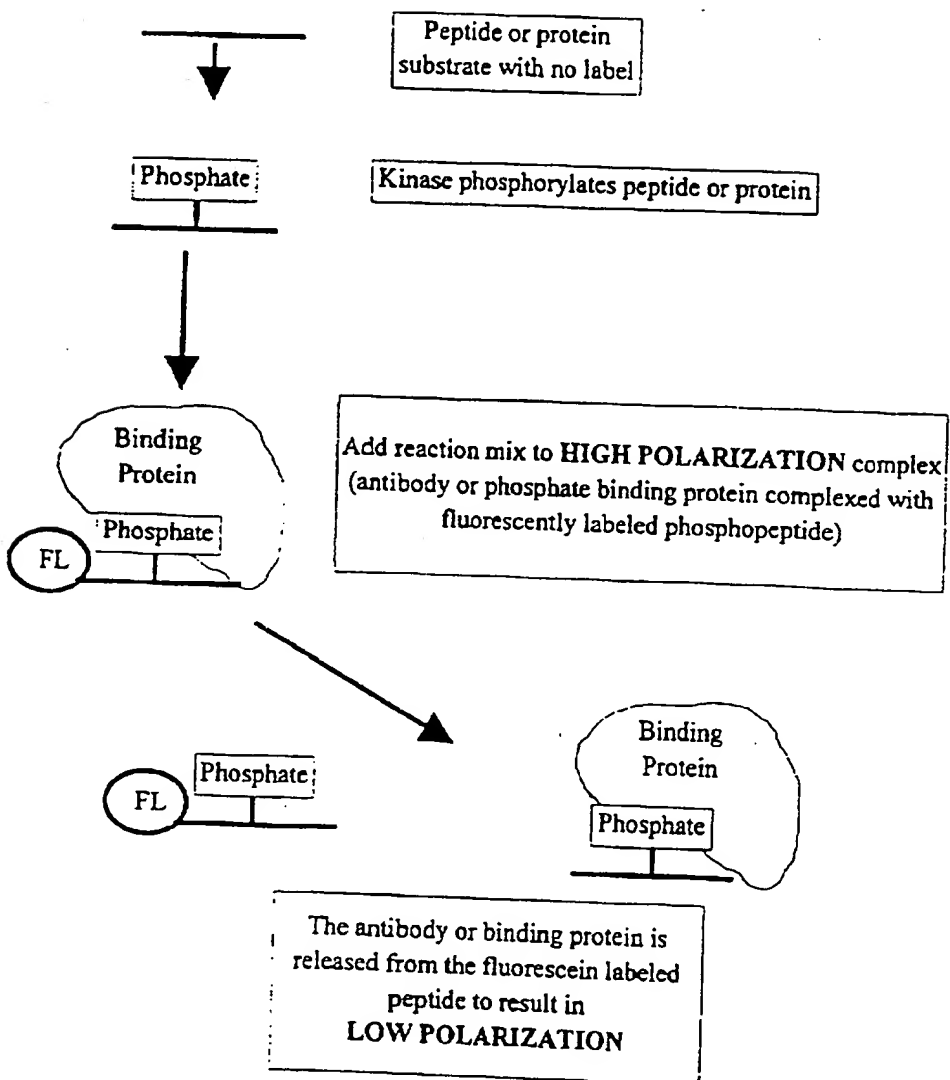 Peptide or protein
substrate with no label
Phosphate
Kinase phosphorylates peptide or protein
Binding
Protein
Phosphate
FL
Add reaction mix to HIGH POLARIZATION complex
(antibody or phosphate binding protein complexed with
fluorescently labeled phosphopeptide)
Phosphate
FL
Binding
Protein
Phosphate
The antibody or binding protein is
released from the fluorescein labeled
peptide to result in
LOW POLARIZATION